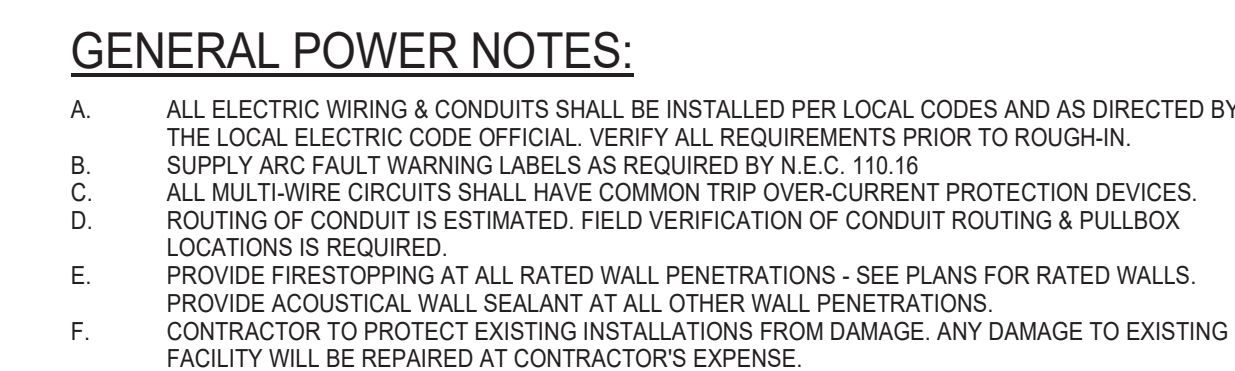 GENERAL POWER NOTES:
A. ALL ELECTRIC WIRING & CONDUITS SHALL BE INSTALLED PER LOCAL CODES AND AS DIRECTED BY
THE LOCAL ELECTRIC CODE OFFICIAL. VERIFY ALL REQUIREMENTS PRIOR TO ROUGH-IN.
B. SUPPLY ARC FAULT WARNING LABELS AS REQUIRED BY N.E.C. 110.16
C. ALL MULTI-WIRE CIRCUITS SHALL HAVE COMMON TRIP OVER-CURRENT PROTECTION DEVICES.
D. ROUTING OF CONDUIT IS ESTIMATED. FIELD VERIFICATION OF CONDUIT ROUTING & PULLBOX
LOCATIONS IS REQUIRED.
E. PROVIDE FIRESTOPPING AT ALL RATED WALL PENETRATIONS - SEE PLANS FOR RATED WALLS.
PROVIDE ACOUSTICAL WALL SEALANT AT ALL OTHER WALL PENETRATIONS.
F. CONTRACTOR TO PROTECT EXISTING INSTALLATIONS FROM DAMAGE. ANY DAMAGE TO EXISTING
FACILITY WILL BE REPAIRED AT CONTRACTOR'S EXPENSE.